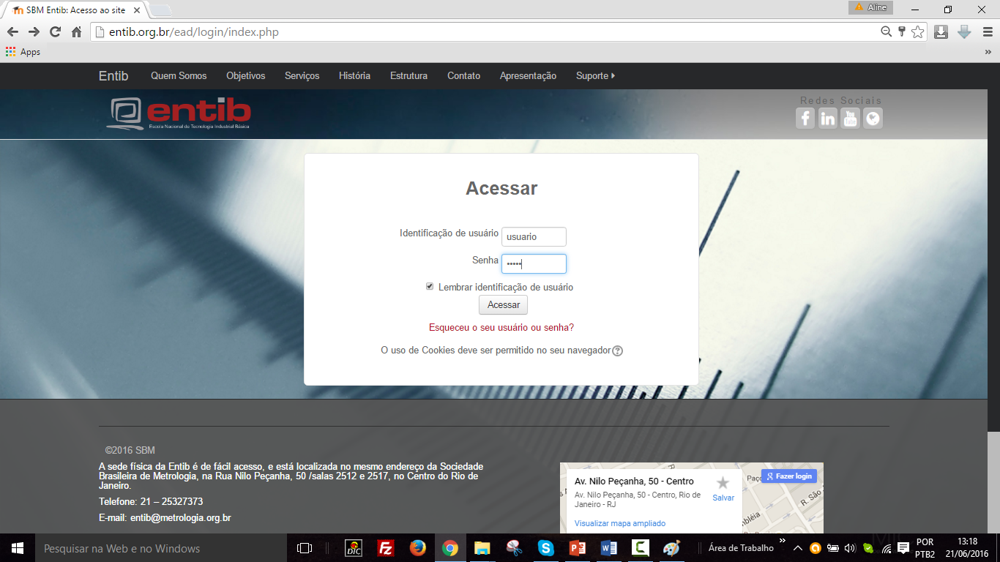 SBM Entib: Acesso ao site
Aline
entib.org.br/ead/login/index.php
Apps
»
Entib Quem Somos Objetivos Serviços História Estrutura Contato Apresentação Suporte
entib
Escola Nacional de Tecnologia Industrial Básica
Redes Sociais
f in You Tube
Acessar
Identificação de usuário usuario
Senha •••••
Lembrar identificação de usuário
Acessar
Esqueceu o seu usuário ou senha?
O uso de Cookies deve ser permitido no seu navegador ?
©2016 SBM
A sede física da Entib é de fácil acesso, e está localizada no mesmo endereço da Sociedade
Brasileira de Metrologia, na Rua Nilo Peçanha, 50 /salas 2512 e 2517, no Centro do Rio de
Janeiro.
Telefone: 21 – 25327373
E-mail: entib@metrologia.org.br
Av. Nilo Peçanha, 50 - Centro
Av. Nilo Peçanha, 50 - Centro, Rio de
Janeiro - RJ
Salvar
Visualizar mapa ampliado
Paço
8 Fazer login
R. São
Pesquisar na Web e no Windows
DIC
Área de Trabalho »
POR
PTB2
13:18
21/06/2016